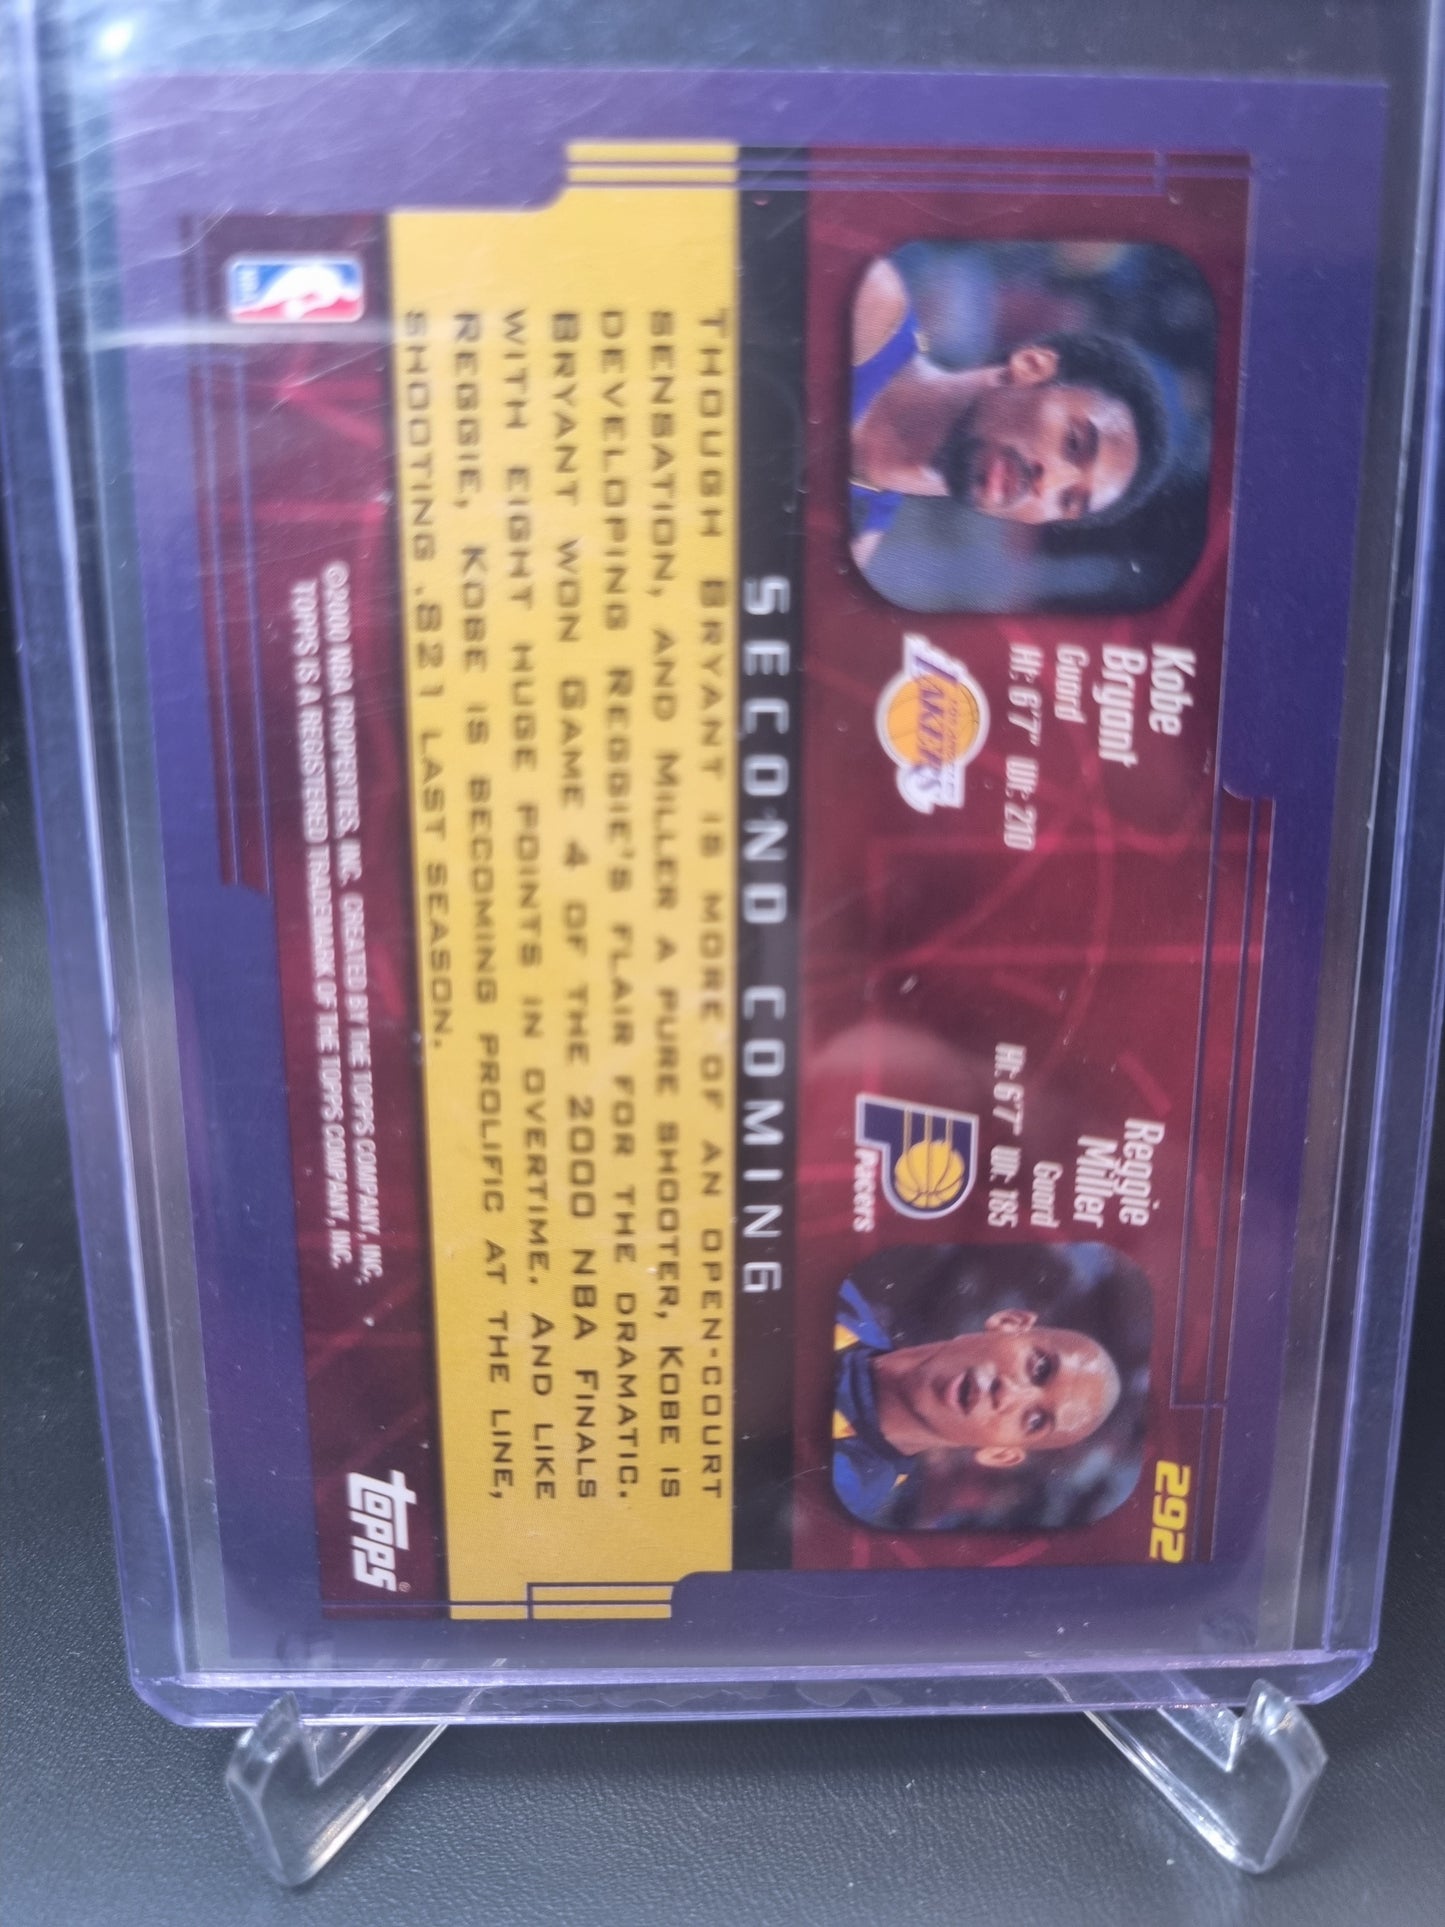 292
Kobe
Bryant
Guard
Ht: 6'7" Wt: 210
LAKERS
Reggie
Miller
Guard
Ht: 6'7" Wt: 185
Pacers
SECOND COMING
THOUGH BRYANT IS MORE OF AN OPEN-COURT
SENSATION, AND MILLER A PURE SHOOTER, KOBE IS
DEVELOPING REGGIE'S FLAIR FOR THE DRAMATIC.
BRYANT WON GAME 4 OF THE 2000 NBA FINALS
WITH EIGHT HUGE POINTS IN OVERTIME. AND LIKE
REGGIE, KOBE IS BECOMING PROLIFIC AT THE LINE,
SHOOTING .821 LAST SEASON.
©2000 NBA PROPERTIES, INC. CREATED BY THE TOPPS COMPANY, INC.
TOPPS IS A REGISTERED TRADEMARK OF THE TOPPS COMPANY, INC.
topps®